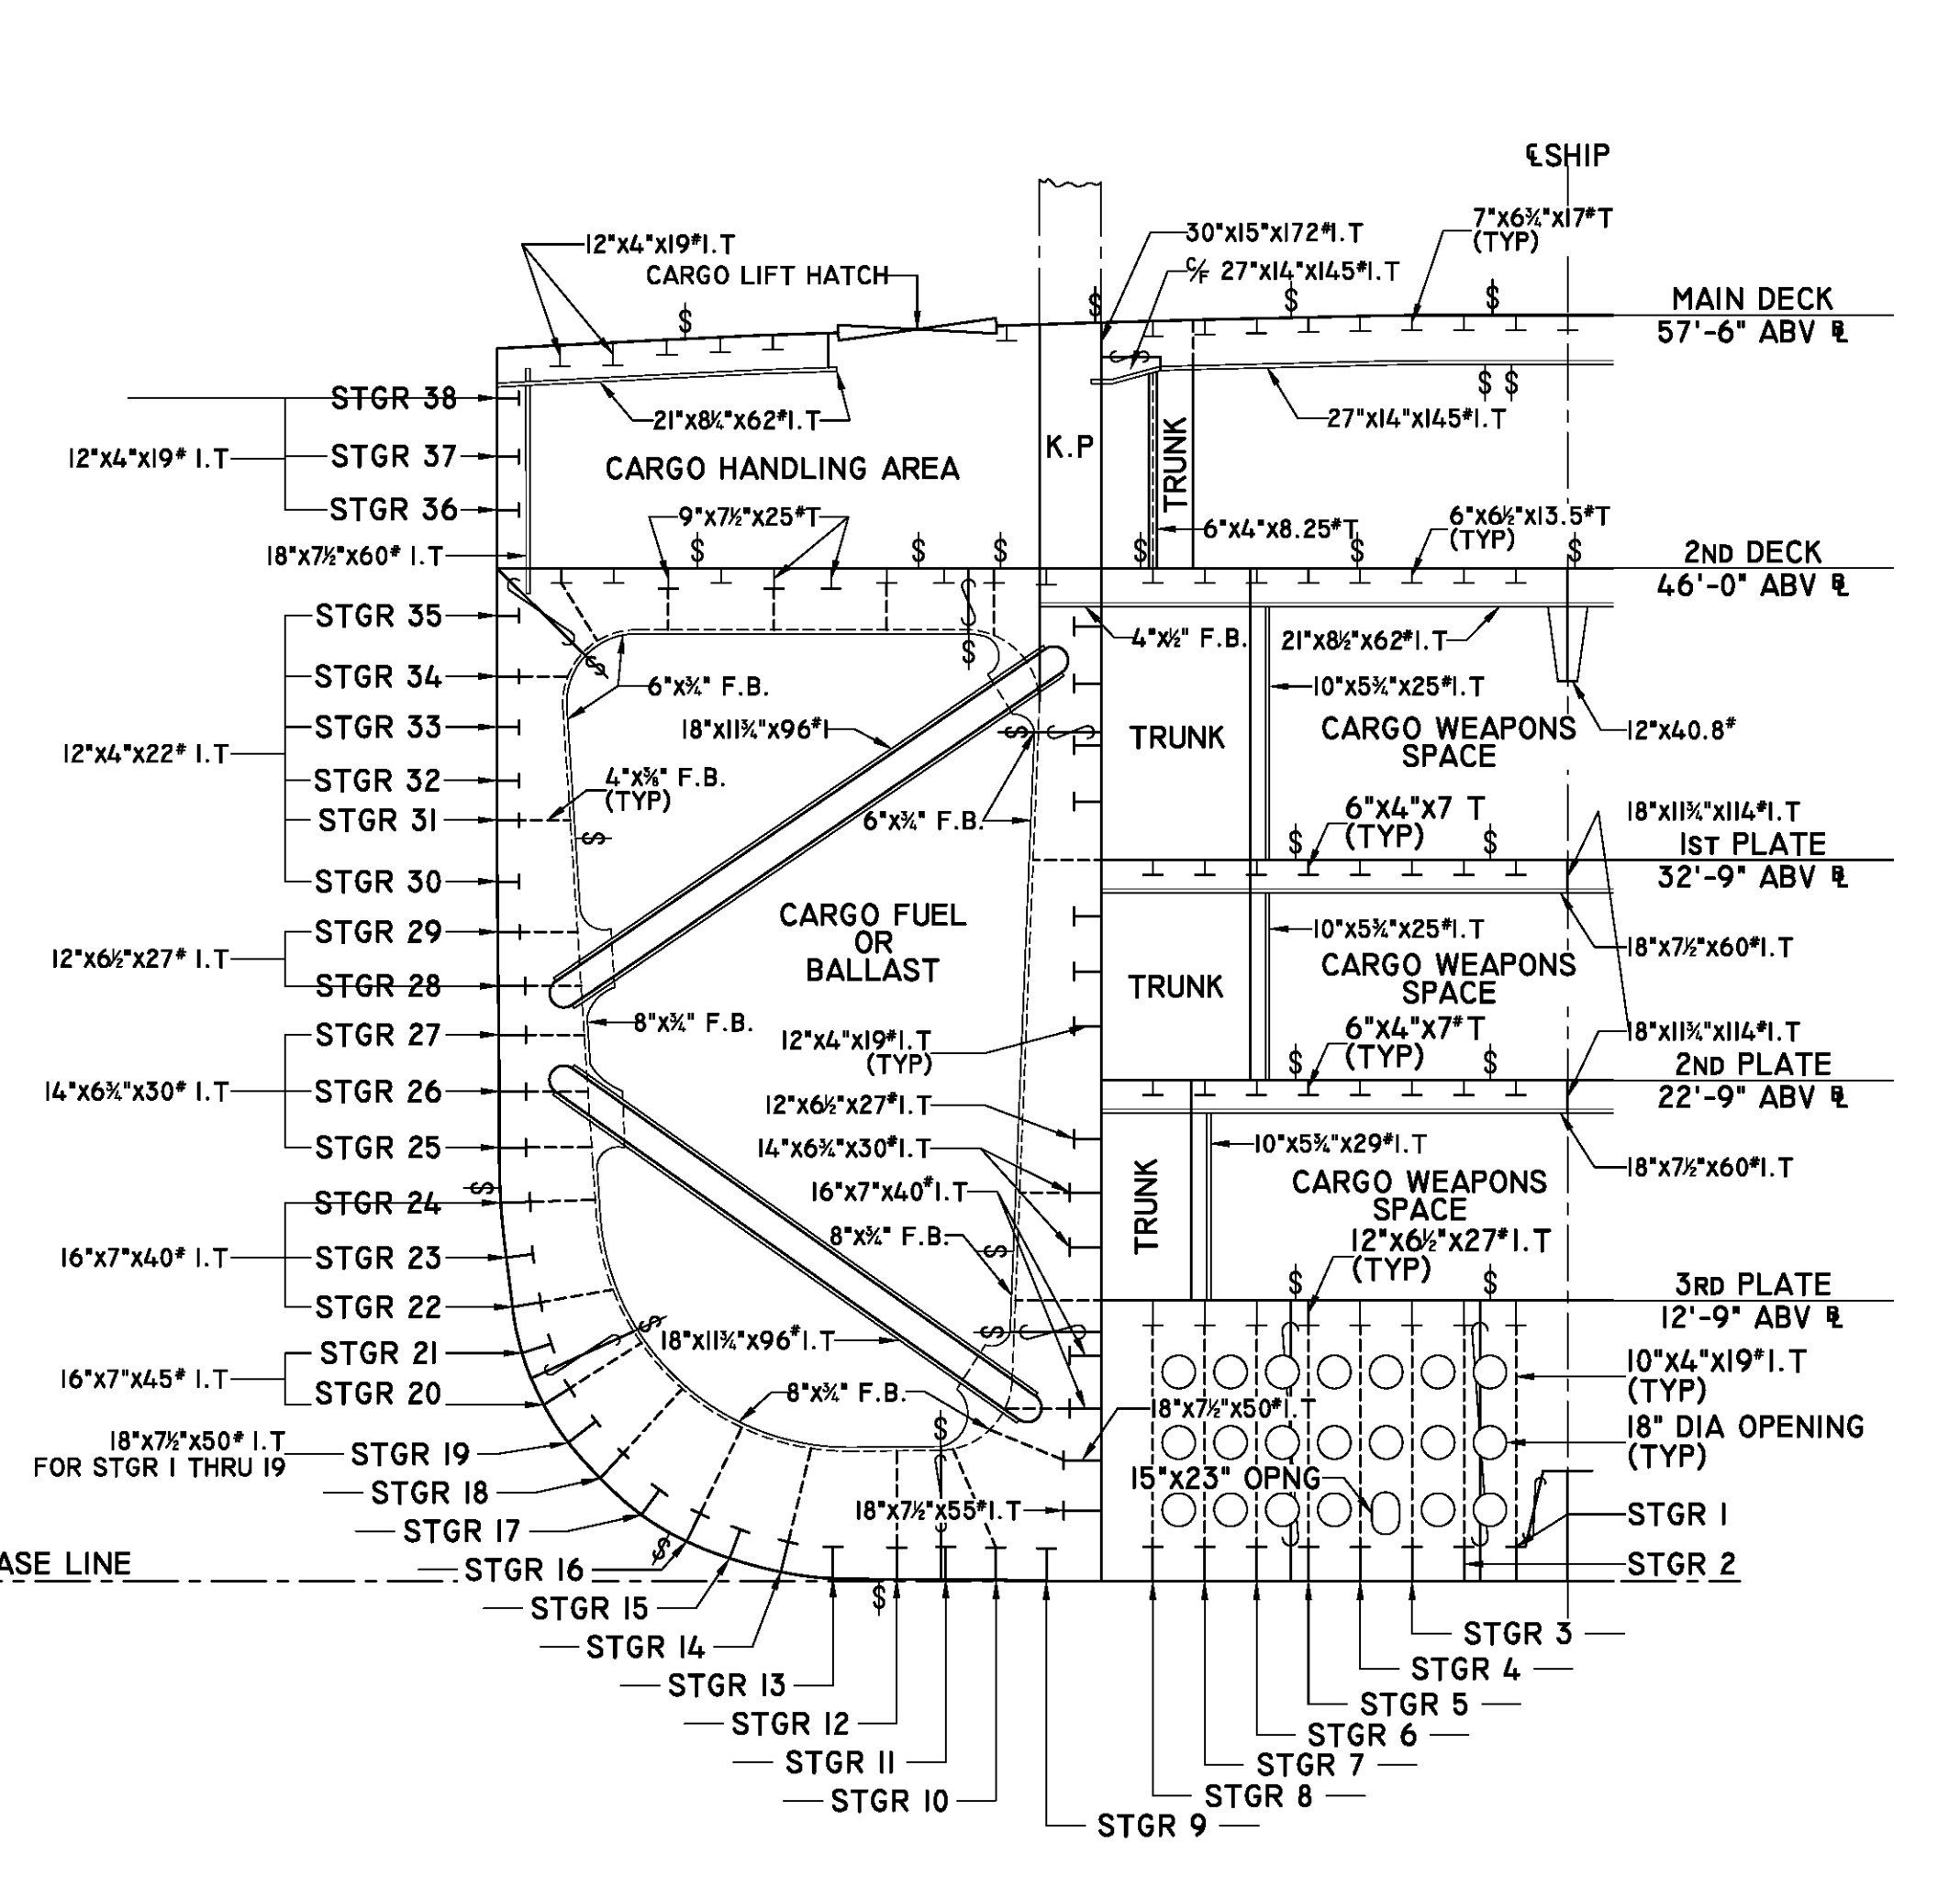 ℄ SHIP
7"x6¾"x17#T
(TYP)
30"x15"x172#I.T
12"x4"x19#I.T
C/F 27"x14"x145#I.T
CARGO LIFT HATCH
MAIN DECK
57'-6" ABV ℔
STGR 38
21"x8¼"x62#I.T
27"x14"x145#I.T
12"x4"x19# I.T
STGR 37
K.P
TRUNK
CARGO HANDLING AREA
STGR 36
9"x7½"x25#T
6"x6½"x13.5#T
(TYP)
6"x4"x8.25#T
18"x7½"x60# I.T
2ND DECK
46'-0" ABV ℔
STGR 35
4"x½" F.B.
21"x8½"x62#I.T
STGR 34
6"x¾" F.B.
10"x5¾"x25#I.T
STGR 33
18"x11¾"x96#I
TRUNK
CARGO WEAPONS
SPACE
12"x40.8#
12"x4"x22# I.T
STGR 32
4"x⅜" F.B.
(TYP)
STGR 31
6"x¾" F.B.
6"x4"x7 T
(TYP)
18"x11¾"x114#I.T
1ST PLATE
32'-9" ABV ℔
STGR 30
CARGO FUEL
OR
BALLAST
STGR 29
10"x5¾"x25#I.T
12"x6½"x27# I.T
18"x7½"x60#I.T
CARGO WEAPONS
SPACE
STGR 28
TRUNK
8"x¾" F.B.
STGR 27
12"x4"x19#I.T
(TYP)
6"x4"x7#T
(TYP)
18"x11¾"x114#I.T
2ND PLATE
22'-9" ABV ℔
14"x6¾"x30# I.T
STGR 26
12"x6½"x27#I.T
STGR 25
14"x6¾"x30#I.T
10"x5¾"x29#I.T
18"x7½"x60#I.T
16"x7"x40#I.T
TRUNK
CARGO WEAPONS
SPACE
STGR 24
8"x¾" F.B.
12"x6½"x27#I.T
(TYP)
16"x7"x40# I.T
STGR 23
3RD PLATE
12'-9" ABV ℔
STGR 22
18"x11¾"x96#I.T
STGR 21
16"x7"x45# I.T
STGR 20
8"x¾" F.B.
18"x7½"x50#I.T
10"x4"x19#I.T
(TYP)
18" DIA OPENING
(TYP)
18"x7½"x50# I.T
FOR STGR 1 THRU 19
STGR 19
15"x23" OPNG
STGR 18
18"x7½"x55#I.T
STGR 1
STGR 17
ASE LINE
STGR 16
STGR 2
STGR 15
STGR 3
STGR 14
STGR 4
STGR 13
STGR 5
STGR 12
STGR 6
STGR 11
STGR 7
STGR 10
STGR 8
STGR 9